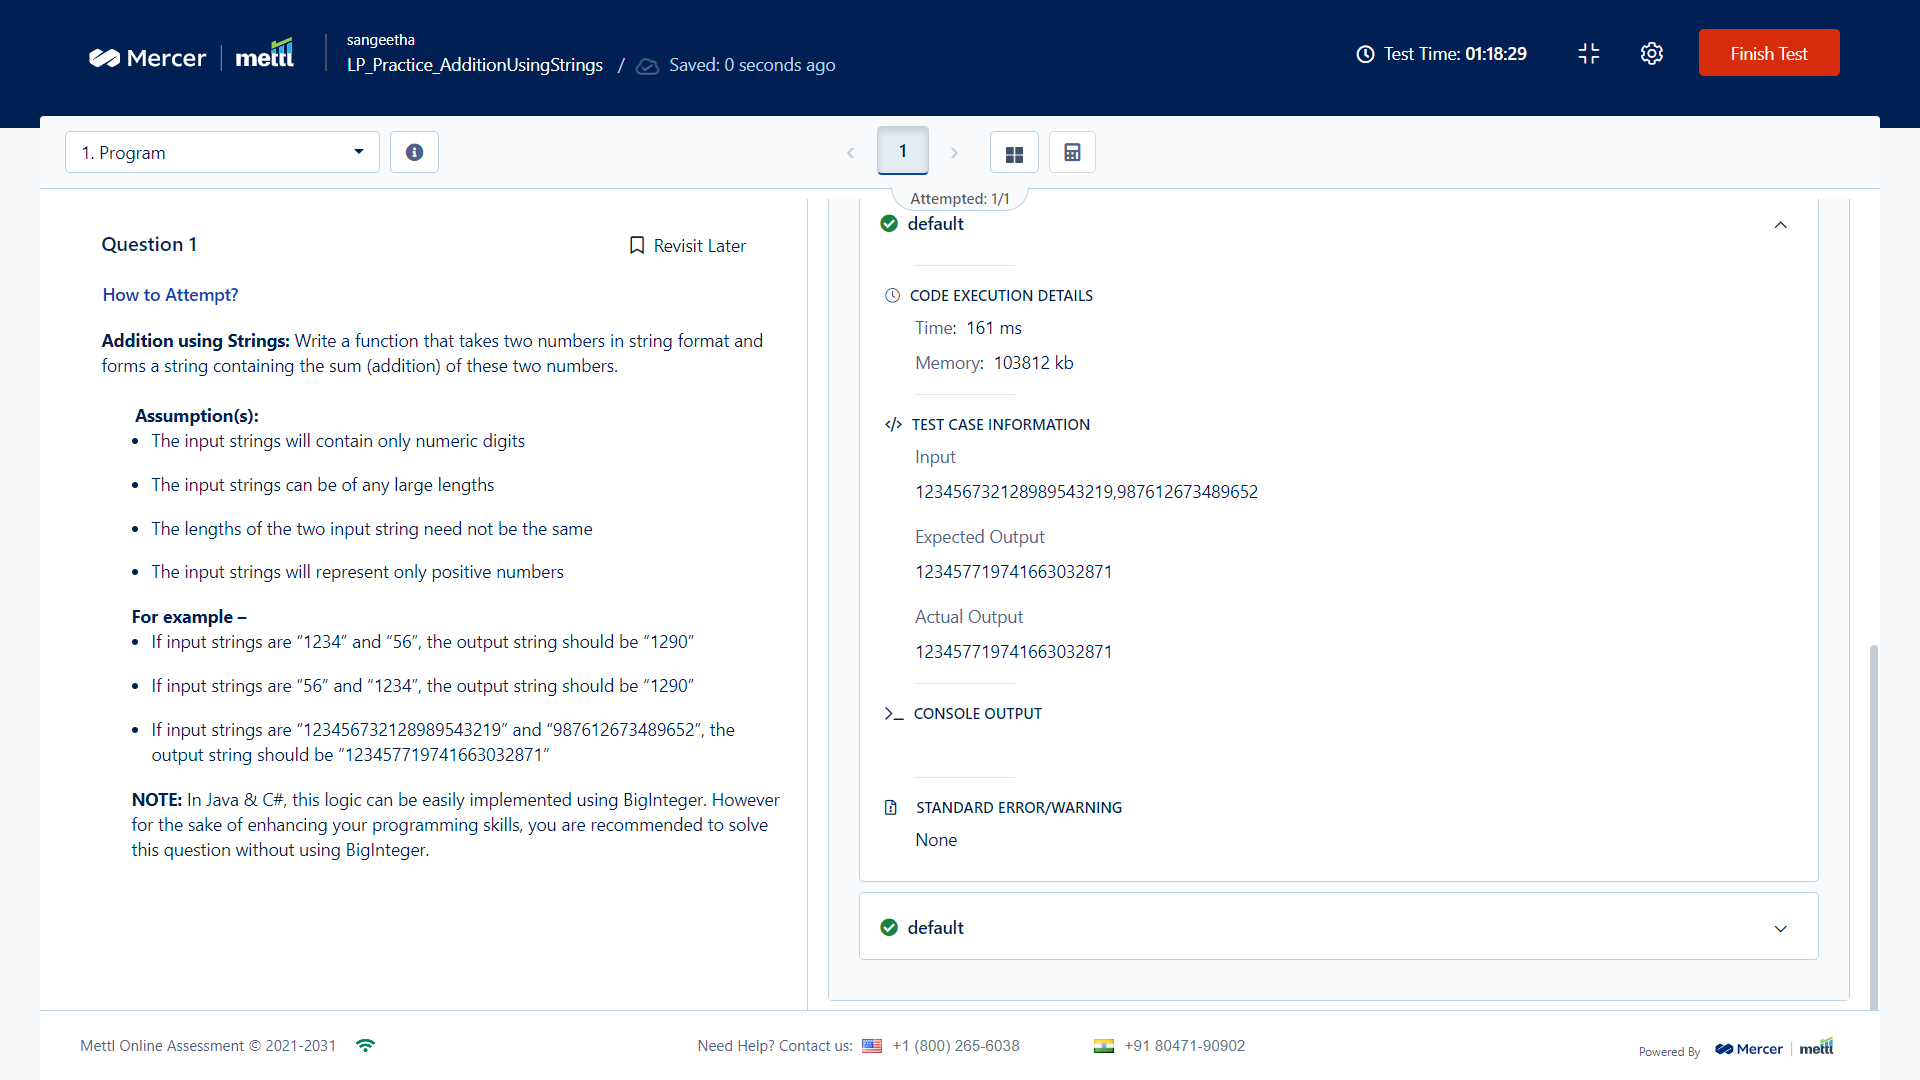 Mercer | mettl
sangeetha
LP_Practice_AdditionUsingStrings / Saved: 0 seconds ago
Test Time: 01:18:29
Finish Test
1. Program
1
Attempted: 1/1
Question 1
Revisit Later
How to Attempt?
Addition using Strings: Write a function that takes two numbers in string format and
forms a string containing the sum (addition) of these two numbers.
Assumption(s):
• The input strings will contain only numeric digits
• The input strings can be of any large lengths
• The lengths of the two input string need not be the same
• The input strings will represent only positive numbers
For example –
• If input strings are “1234” and “56”, the output string should be “1290”
• If input strings are “56” and “1234”, the output string should be “1290”
• If input strings are “123456732128989543219” and “987612673489652”, the
output string should be “123457719741663032871”
NOTE: In Java & C#, this logic can be easily implemented using BigInteger. However
for the sake of enhancing your programming skills, you are recommended to solve
this question without using BigInteger.
default
CODE EXECUTION DETAILS
Time: 161 ms
Memory: 103812 kb
TEST CASE INFORMATION
Input
123456732128989543219,987612673489652
Expected Output
123457719741663032871
Actual Output
123457719741663032871
CONSOLE OUTPUT
STANDARD ERROR/WARNING
None
default
Mettl Online Assessment © 2021-2031
Need Help? Contact us: +1 (800) 265-6038
+91 80471-90902
Powered By Mercer | mettl